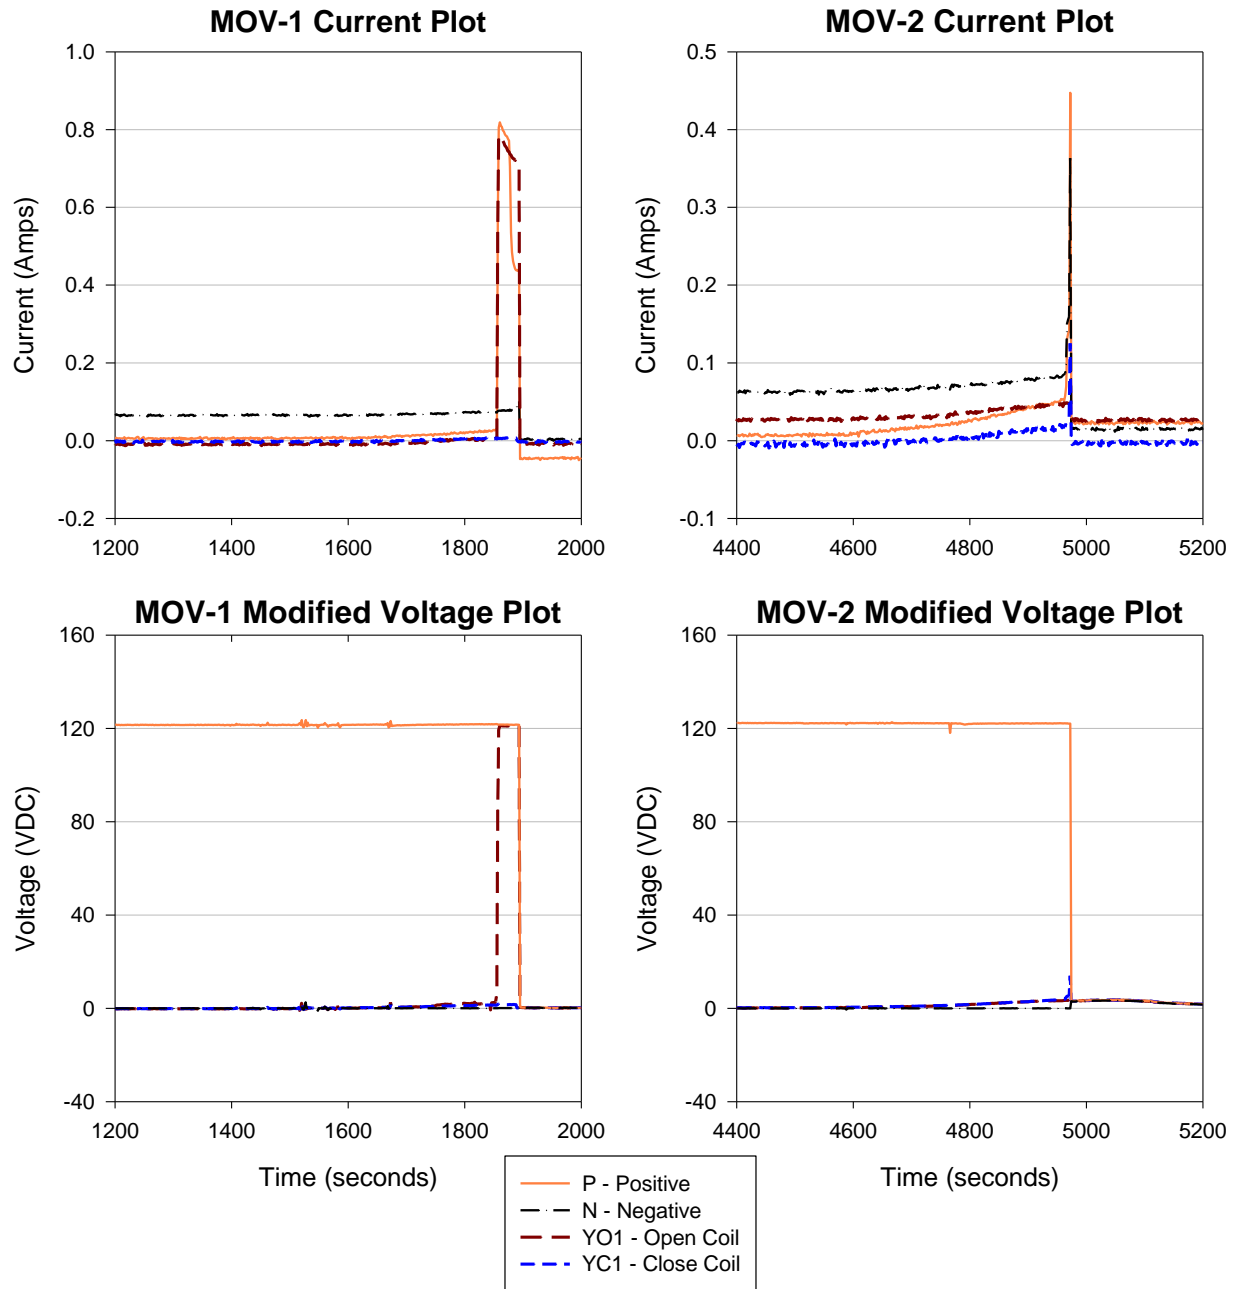 MOV-1 Current Plot
1.0
0.8
0.6
0.4
0.2
0.0
-0.2
Current (Amps)
1200 1400 1600 1800 2000
MOV-2 Current Plot
0.5
0.4
0.3
0.2
0.1
0.0
-0.1
Current (Amps)
4400 4600 4800 5000 5200
MOV-1 Modified Voltage Plot
160
120
80
40
0
-40
Voltage (VDC)
1200 1400 1600 1800 2000
Time (seconds)
MOV-2 Modified Voltage Plot
160
120
80
40
0
-40
Voltage (VDC)
4400 4600 4800 5000 5200
Time (seconds)
P - Positive
N - Negative
YO1 - Open Coil
YC1 - Close Coil